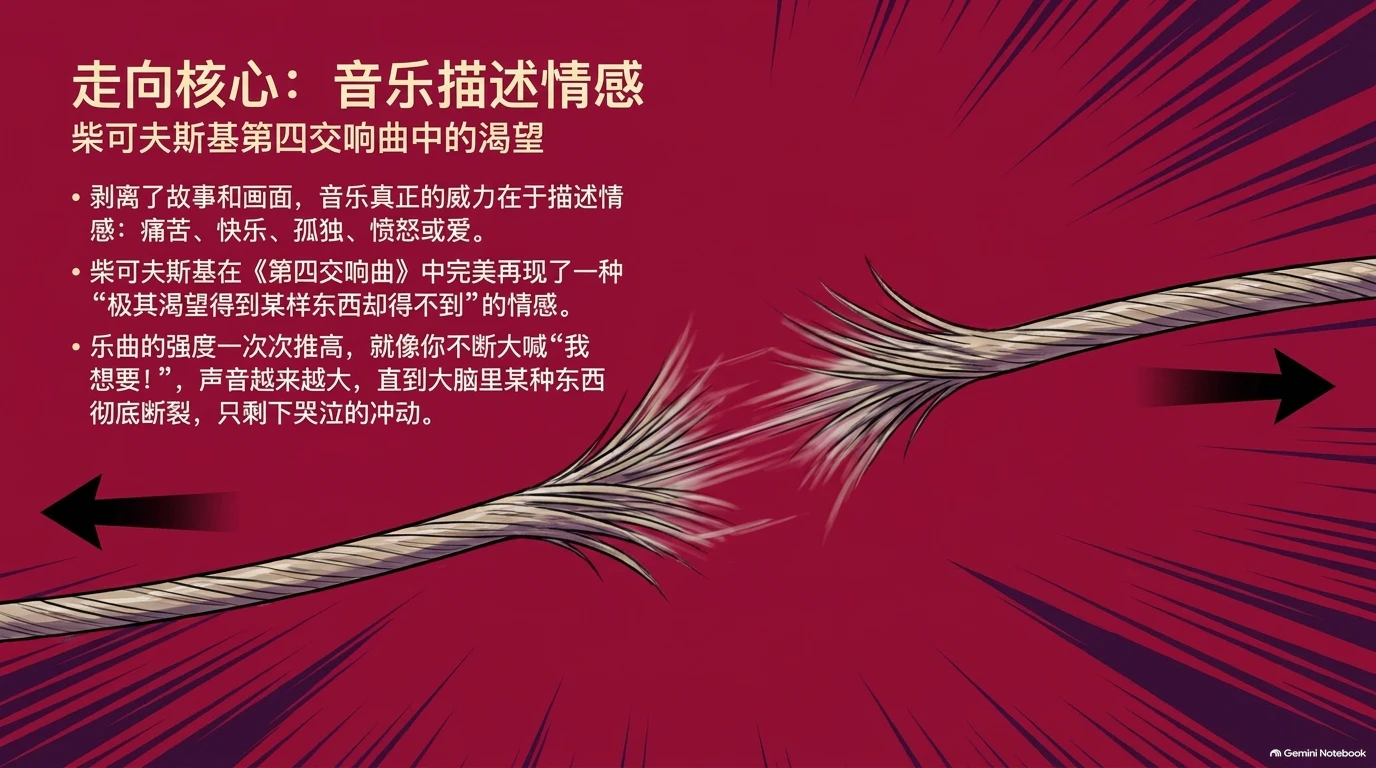 走向核心：音乐描述情感
柴可夫斯基第四交响曲中的渴望
• 剥离了故事和画面，音乐真正的威力在于描述情
感：痛苦、快乐、孤独、愤怒或爱。
• 柴可夫斯基在《第四交响曲》中完美再现了一种
“极其渴望得到某样东西却得不到”的情感。
• 乐曲的强度一次次推高，就像你不断大喊“我
想要！”，声音越来越大，直到大脑里某种东西
彻底断裂，只剩下哭泣的冲动。
Gemini Notebook